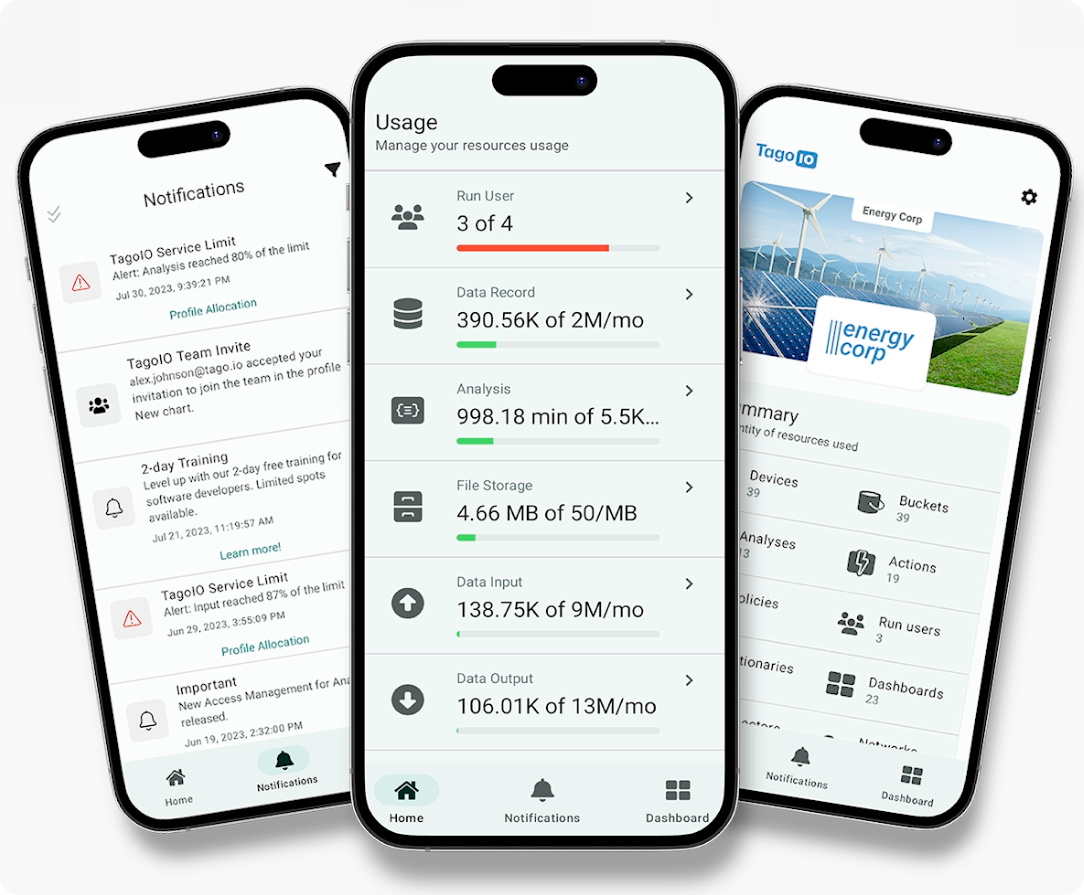 Notifications
TagoIO Service Limit
Alert: Analysis reached 80% of the limit
Jul 30, 2023, 9:39:21 PM
Profile Allocation
TagoIO Team Invite
alex.johnson@tago.io accepted your
invitation to join the team in the profile
New chart.
2-day Training
Level up with our 2-day free training for
software developers. Limited spots
available.
Jul 21, 2023, 11:19:57 AM
Learn more!
TagoIO Service Limit
Alert: Input reached 87% of the limit
Jun 29, 2023, 3:55:09 PM
Profile Allocation
Important
New Access Management for Ana
released.
Jun 19, 2023, 2:32:00 PM
Home
Notifications
Usage
Manage your resources usage
Run User
3 of 4
Data Record
390.56K of 2M/mo
Analysis
998.18 min of 5.5K...
File Storage
4.66 MB of 50/MB
Data Input
138.75K of 9M/mo
Data Output
106.01K of 13M/mo
Home
Notifications
Dashboard
Tago IO
Energy Corp
energy
corp
mmary
ntity of resources used
Devices
39
Buckets
39
Analyses
13
Actions
19
olicies
Run users
3
tionaries
Dashboards
23
Networks
Notifications
Dashboard